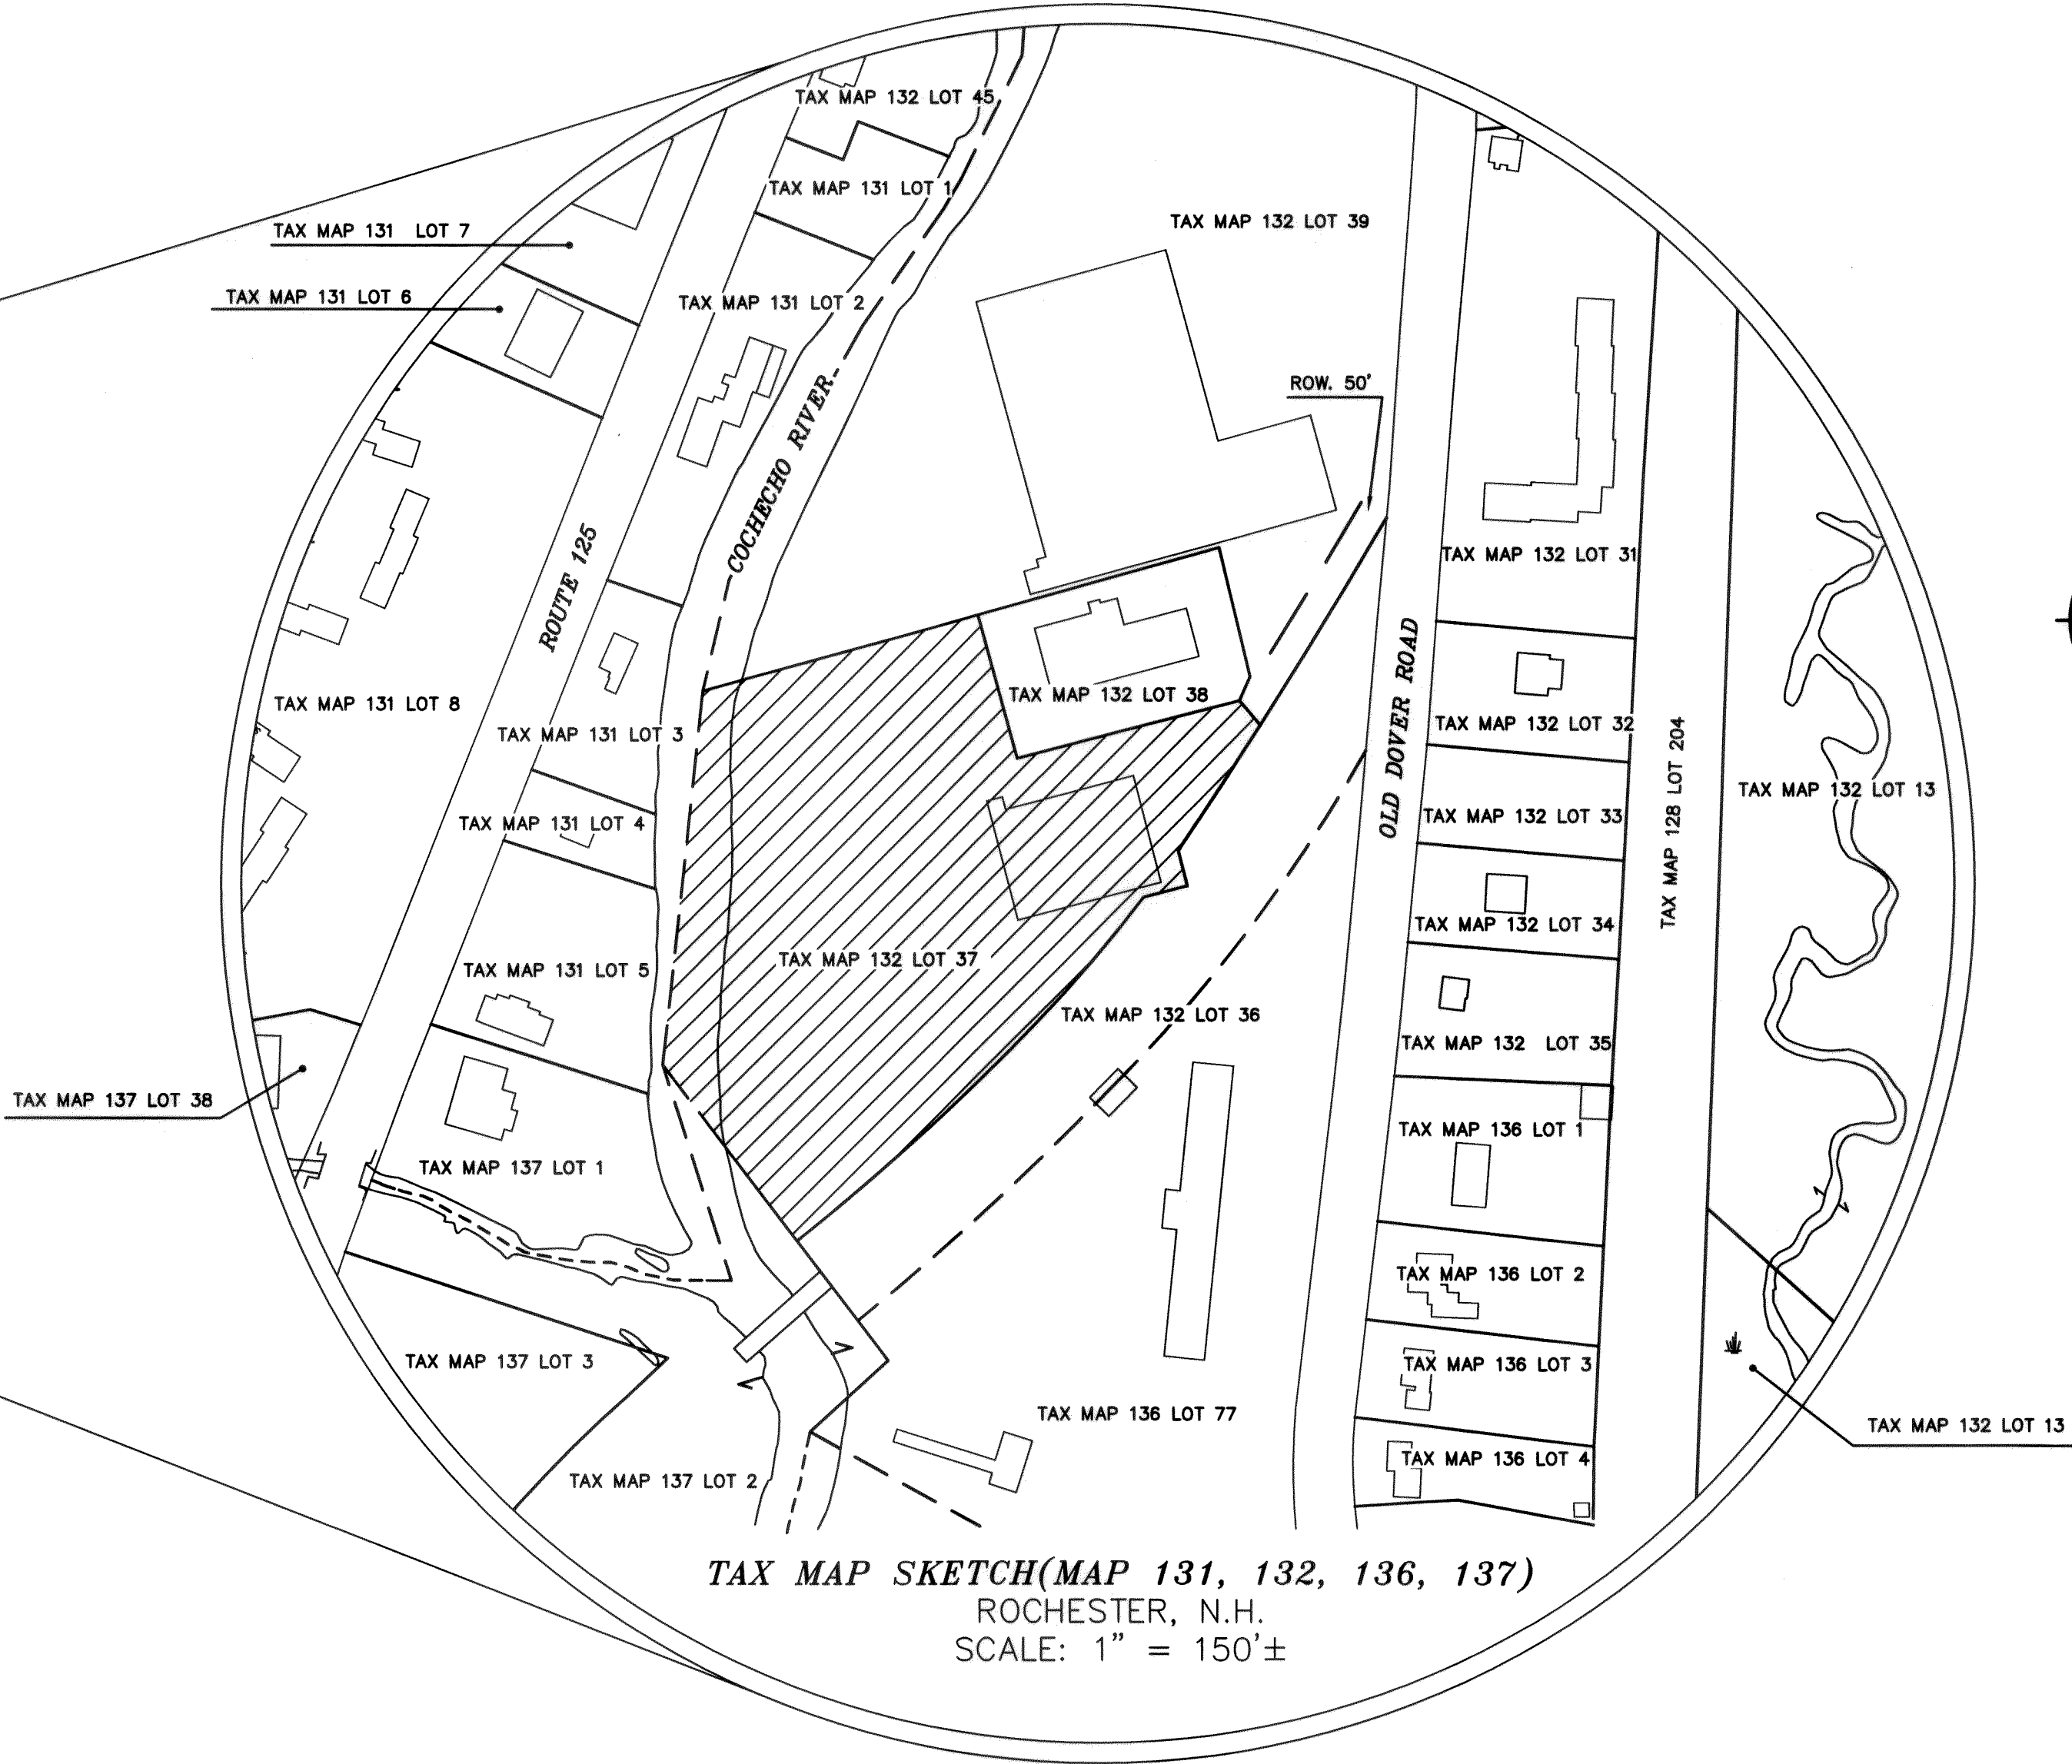 TAX MAP 132 LOT 45
TAX MAP 131 LOT 1
TAX MAP 132 LOT 39
TAX MAP 131 LOT 7
TAX MAP 131 LOT 6
TAX MAP 131 LOT 2
ROW. 50'
COCHECHO RIVER
ROUTE 125
TAX MAP 132 LOT 31
TAX MAP 131 LOT 8
TAX MAP 131 LOT 3
TAX MAP 132 LOT 38
OLD DOVER ROAD
TAX MAP 132 LOT 32
TAX MAP 128 LOT 204
TAX MAP 132 LOT 13
TAX MAP 131 LOT 4
TAX MAP 132 LOT 33
TAX MAP 132 LOT 34
TAX MAP 131 LOT 5
TAX MAP 132 LOT 37
TAX MAP 132 LOT 36
TAX MAP 132 LOT 35
TAX MAP 137 LOT 38
TAX MAP 136 LOT 1
TAX MAP 137 LOT 1
TAX MAP 136 LOT 2
TAX MAP 137 LOT 3
TAX MAP 136 LOT 3
TAX MAP 136 LOT 77
TAX MAP 132 LOT 13
TAX MAP 136 LOT 4
TAX MAP 137 LOT 2
TAX MAP SKETCH(MAP 131, 132, 136, 137)
ROCHESTER, N.H.
SCALE: 1" = 150'±